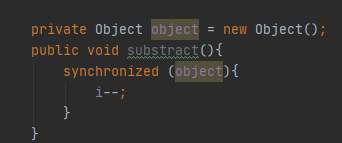 private Object object = new Object();
public void substract(){
synchronized (object){
i--;
}
}